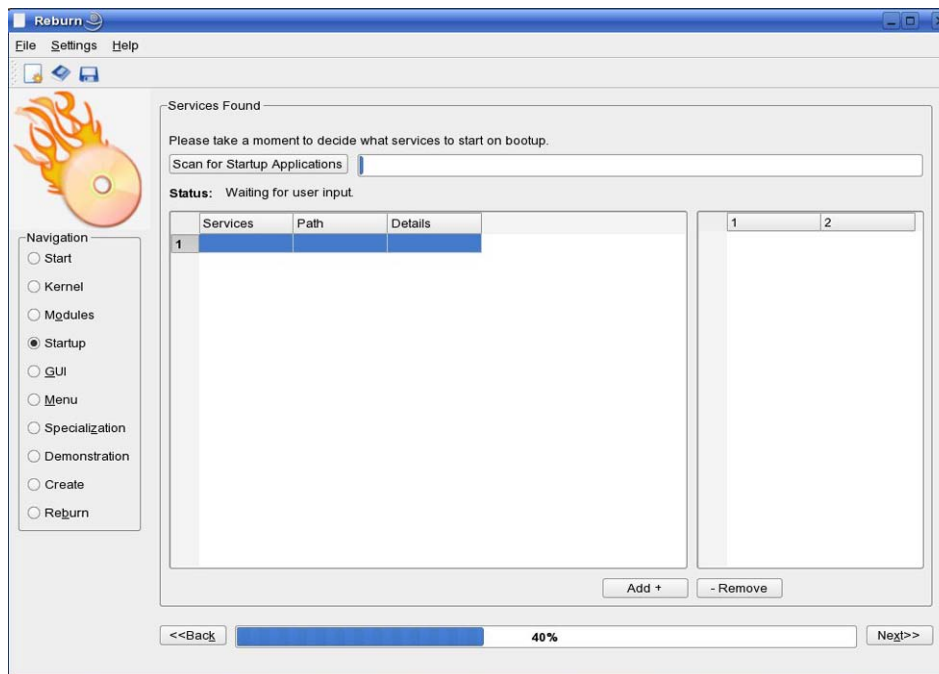 Reburn
File Settings Help
Services Found
Please take a moment to decide what services to start on bootup.
Scan for Startup Applications
Status: Waiting for user input.
Services Path Details
1
1 2
Navigation
Start
Kernel
Modules
Startup
GUI
Menu
Specialization
Demonstration
Create
Reburn
Add +
- Remove
<<Back
40%
Next>>